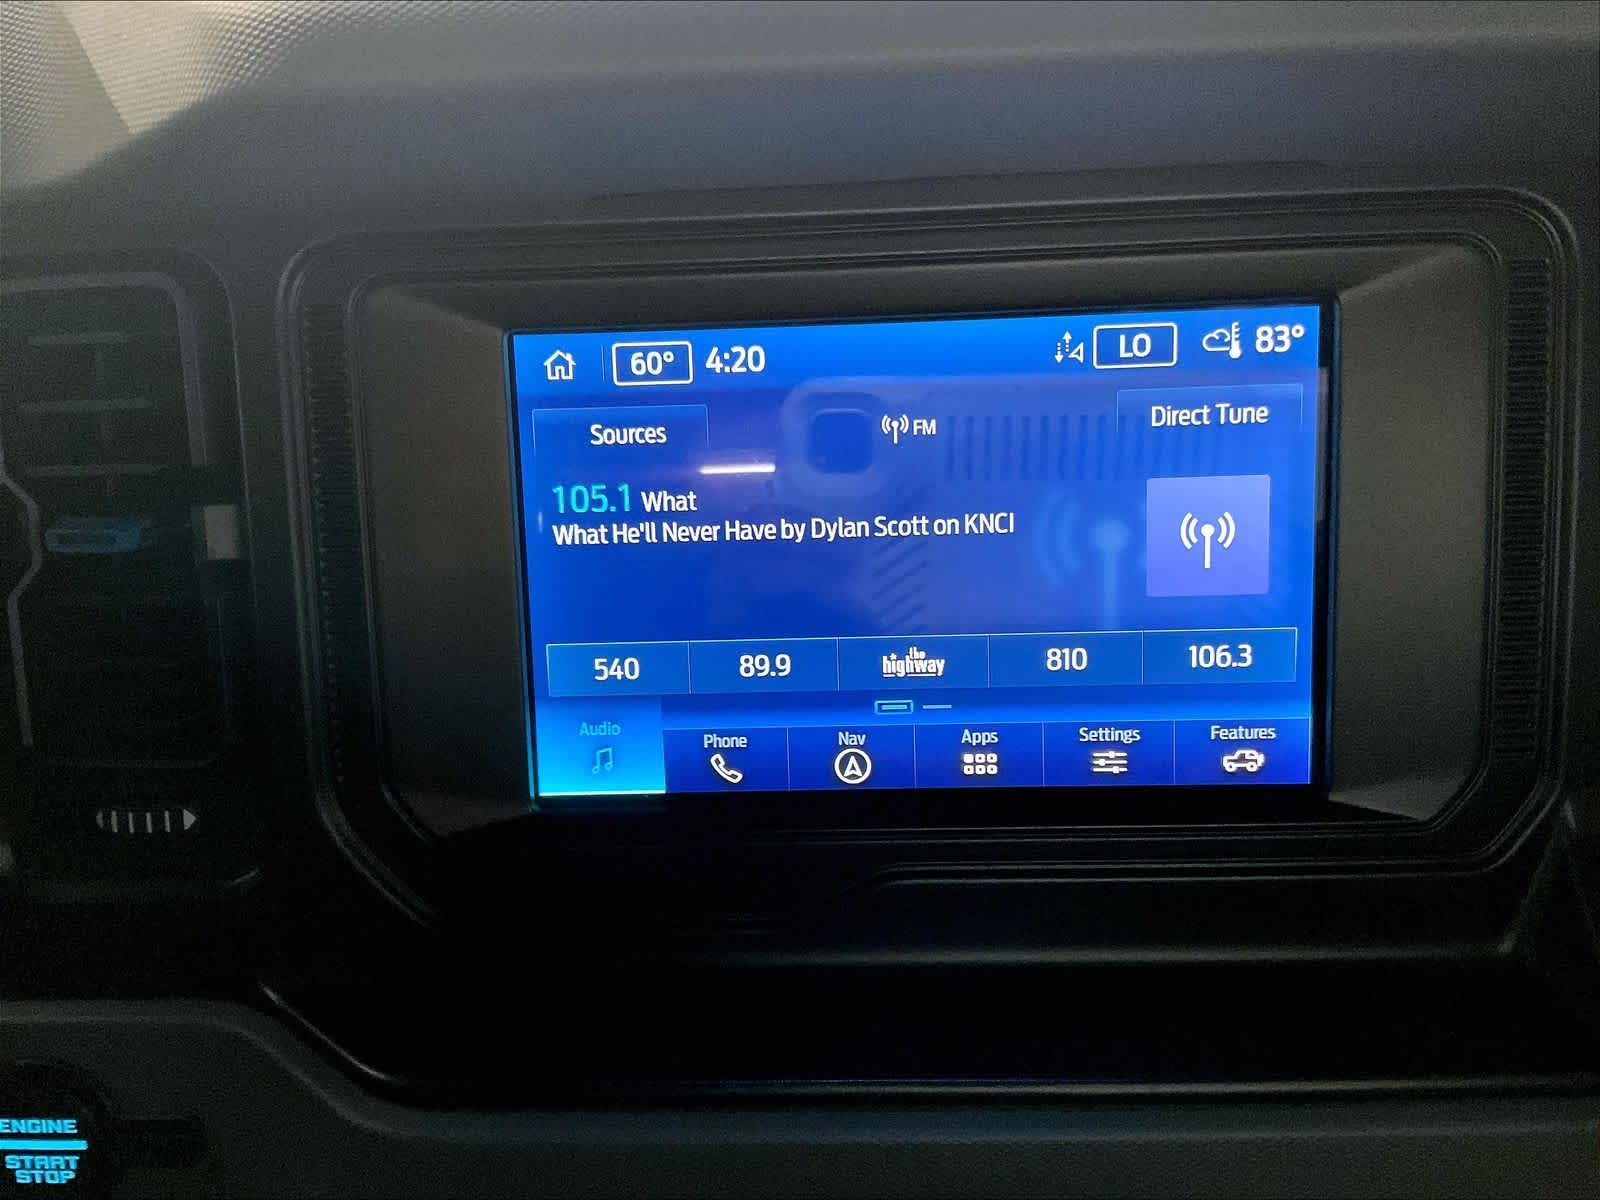 60° 4:20 LO 83°
Sources
FM
Direct Tune
105.1 What
What He'll Never Have by Dylan Scott on KNCI
540 89.9 the highway 810 106.3
Audio Phone Nav Apps Settings Features
ENGINE
START
STOP